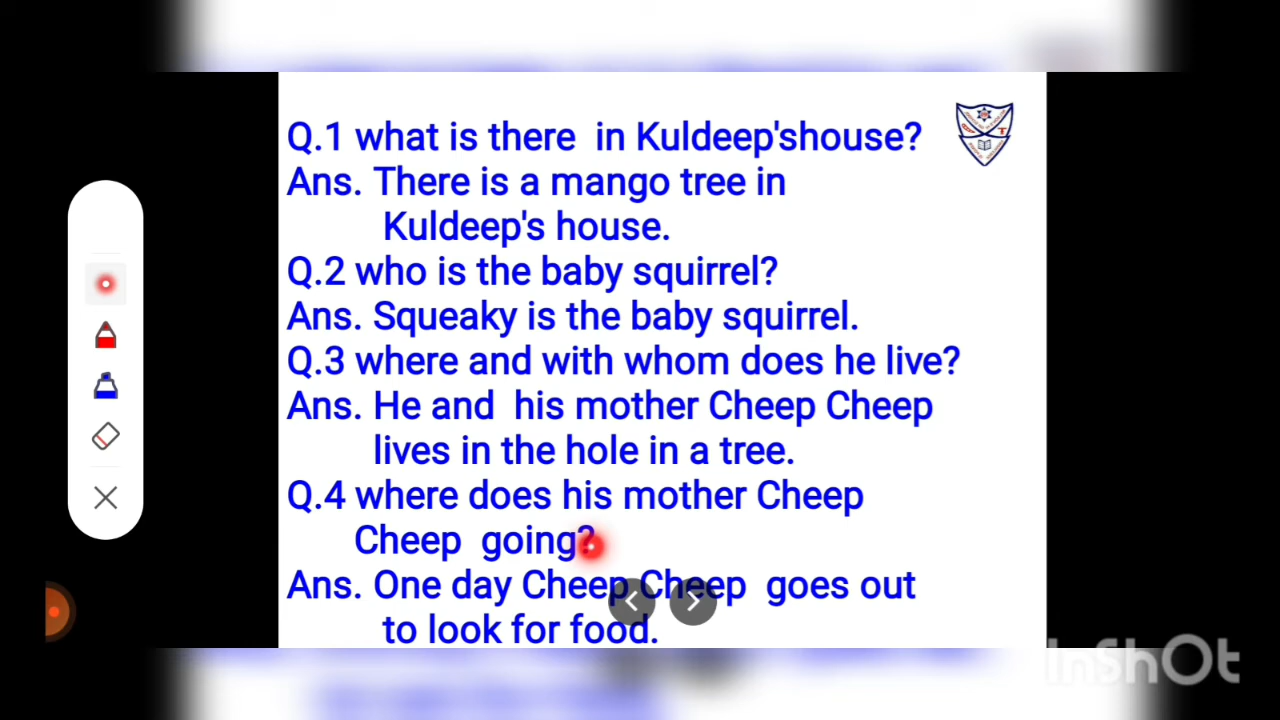 Q.1 what is there in Kuldeep'shouse?
Ans. There is a mango tree in
Kuldeep's house.
Q.2 who is the baby squirrel?
Ans. Squeaky is the baby squirrel.
Q.3 where and with whom does he live?
Ans. He and his mother Cheep Cheep
lives in the hole in a tree.
Q.4 where does his mother Cheep
Cheep going?
Ans. One day Cheep Cheep goes out
to look for food.
InShOt